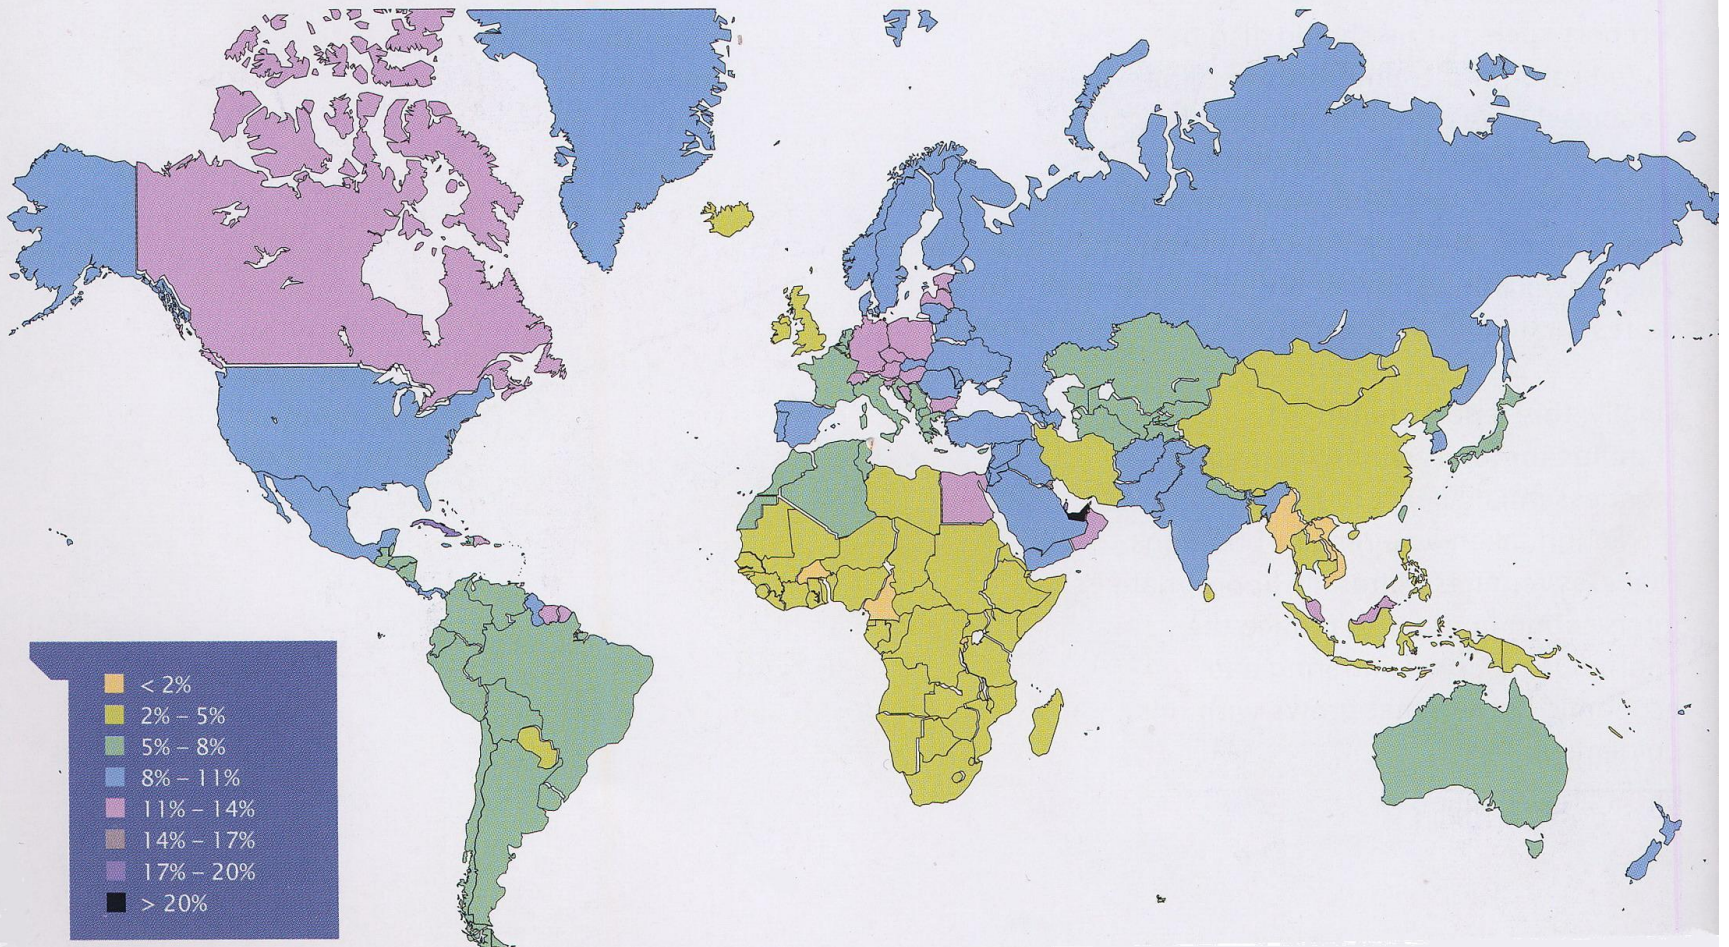 < 2%
2% – 5%
5% – 8%
8% – 11%
11% – 14%
14% – 17%
17% – 20%
> 20%